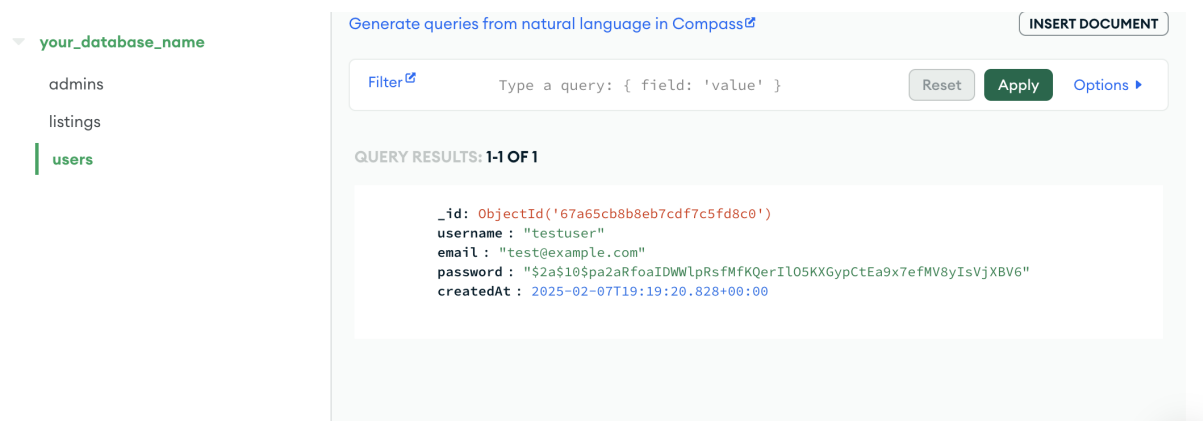 your_database_name
admins
listings
users
Generate queries from natural language in Compass
INSERT DOCUMENT
Filter
Type a query: { field: 'value' }
Reset
Apply
Options
QUERY RESULTS: 1-1 OF 1
_id: ObjectId('67a65cb8b8eb7cdf7c5fd8c0')
username : "testuser"
email : "test@example.com"
password : "$2a$10$pa2aRfoaIDWWlpRsfMfKQerIlO5KXGypCtEa9x7efMV8yIsVjXBV6"
createdAt : 2025-02-07T19:19:20.828+00:00